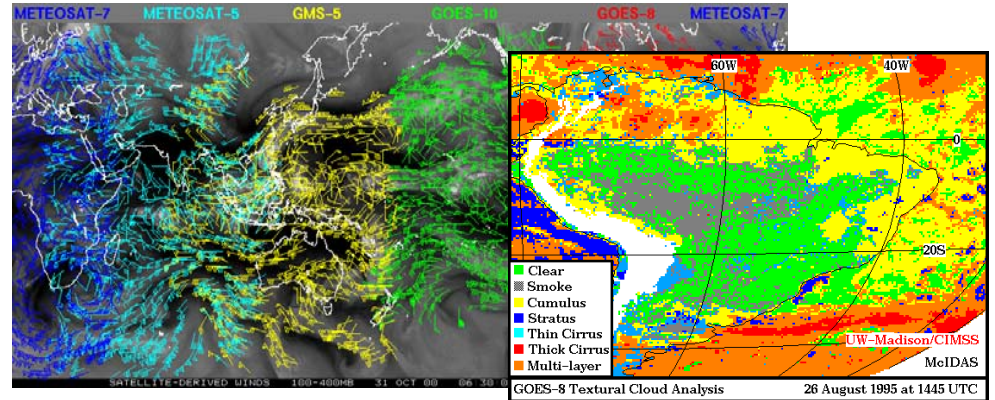 METEOSAT-7 METEOSAT-5 GMS-5 GOES-10 GOES-8 METEOSAT-7
60W 40W
0
20S
Clear
Smoke
Cumulus
Stratus
Thin Cirrus
Thick Cirrus
Multi-layer
UW-Madison/CIMSS
McIDAS
SATELLITE-DERIVED WINDS 100-400MB 31 OCT 00 06:30
GOES-8 Textural Cloud Analysis 26 August 1995 at 1445 UTC